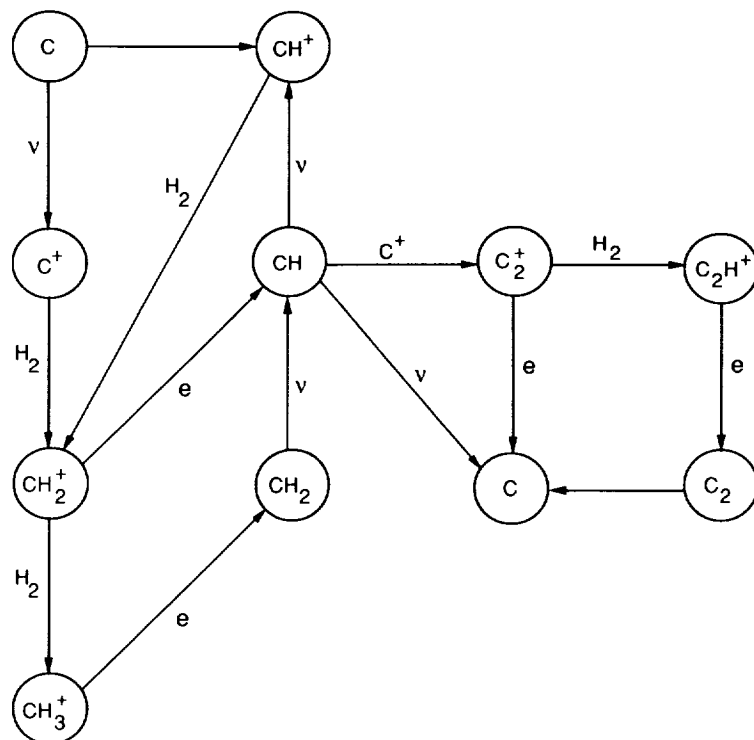 C CH⁺
ν ν
H₂
C⁺ CH C⁺ C₂⁺ H₂ C₂H⁺
H₂ e ν ν e e
CH₂⁺ CH₂ C C₂
H₂ e
CH₃⁺